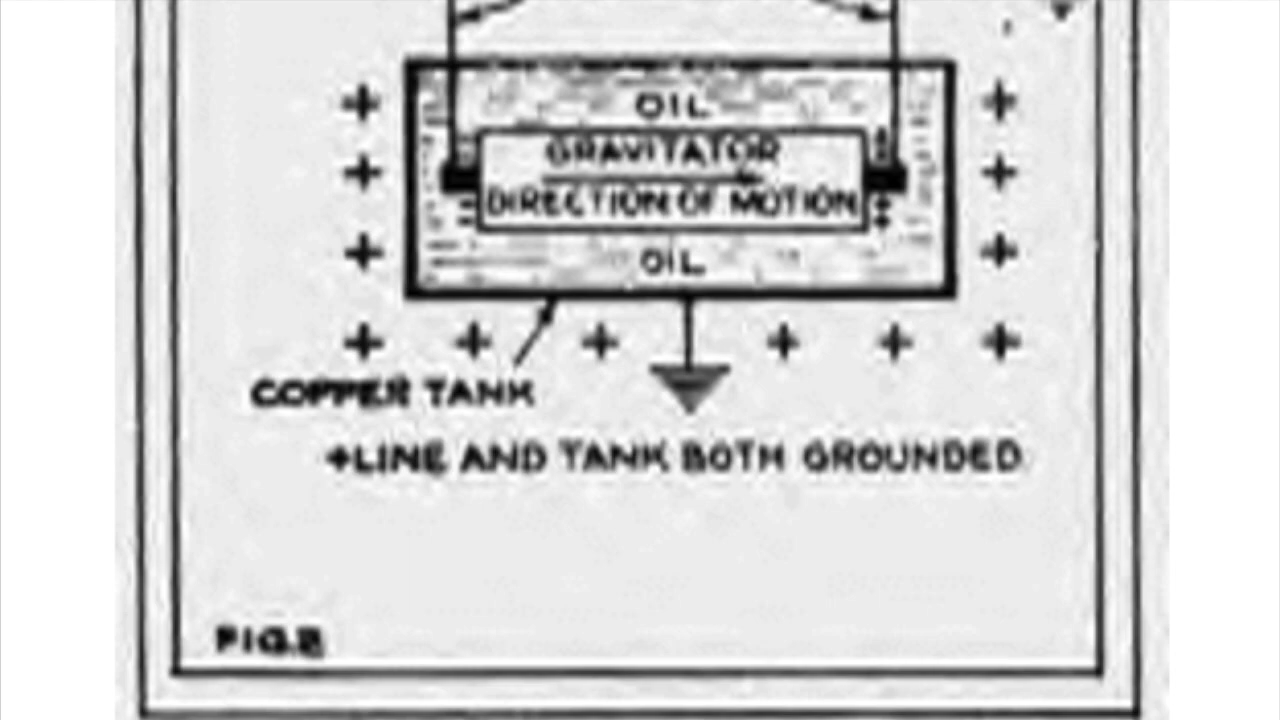 OIL
GRAVITATOR
DIRECTION OF MOTION
OIL
COPPER TANK
+LINE AND TANK BOTH GROUNDED
FIG.2